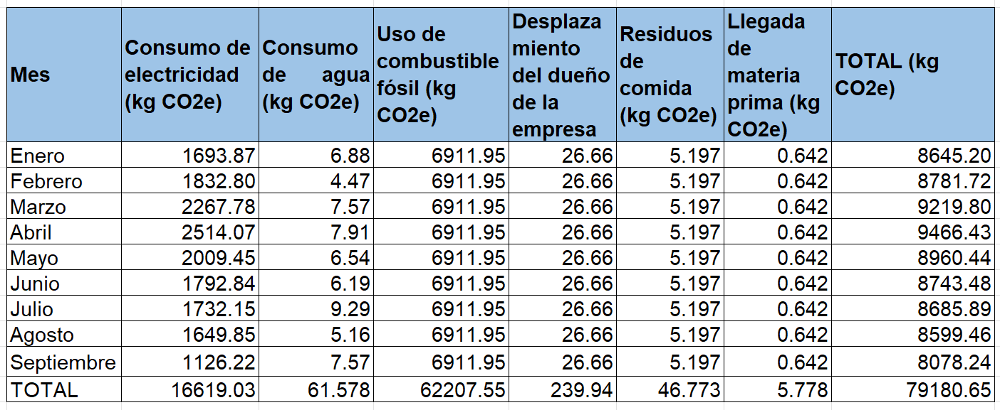 Mes	Consumo de electricidad (kg CO2e)	Consumo de agua (kg CO2e)	Uso de combustible fósil (kg CO2e)	Desplaza miento del dueño de la empresa	Residuos de comida (kg CO2e)	Llegada de materia prima (kg CO2e)	TOTAL (kg CO2e)
Enero	1693.87	6.88	6911.95	26.66	5.197	0.642	8645.20
Febrero	1832.80	4.47	6911.95	26.66	5.197	0.642	8781.72
Marzo	2267.78	7.57	6911.95	26.66	5.197	0.642	9219.80
Abril	2514.07	7.91	6911.95	26.66	5.197	0.642	9466.43
Mayo	2009.45	6.54	6911.95	26.66	5.197	0.642	8960.44
Junio	1792.84	6.19	6911.95	26.66	5.197	0.642	8743.48
Julio	1732.15	9.29	6911.95	26.66	5.197	0.642	8685.89
Agosto	1649.85	5.16	6911.95	26.66	5.197	0.642	8599.46
Septiembre	1126.22	7.57	6911.95	26.66	5.197	0.642	8078.24
TOTAL	16619.03	61.578	62207.55	239.94	46.773	5.778	79180.65